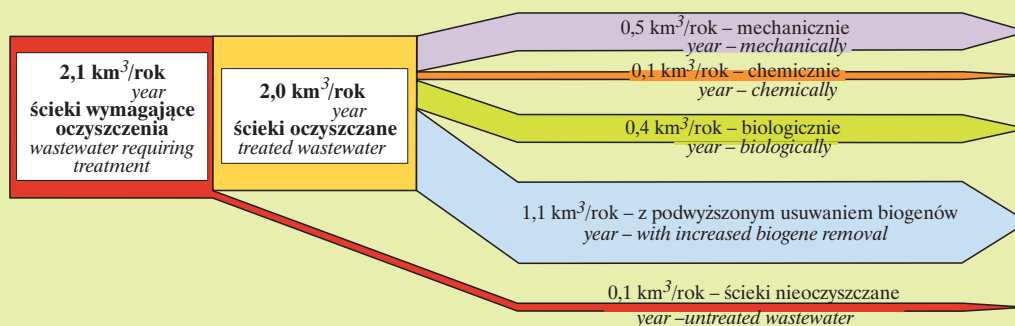 2,1 km³/rok
year
ścieki wymagające
oczyszczenia
wastewater requiring
treatment
2,0 km³/rok
year
ścieki oczyszczane
treated wastewater
0,5 km³/rok – mechanicznie
year – mechanically
0,1 km³/rok – chemicznie
year – chemically
0,4 km³/rok – biologicznie
year – biologically
1,1 km³/rok – z podwyższonym usuwaniem biogenów
year – with increased biogene removal
0,1 km³/rok – ścieki nieoczyszczane
year –untreated wastewater